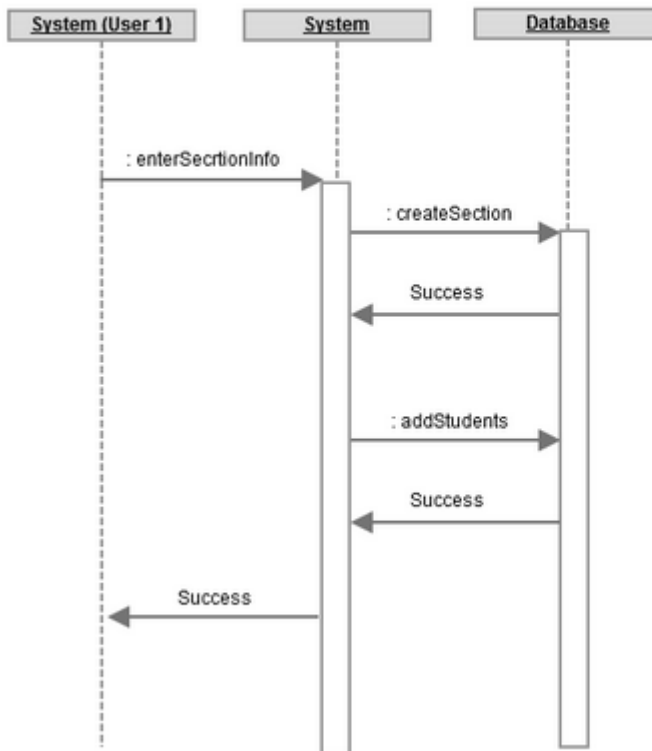 System (User 1)
System
Database
: enterSecrtionInfo
: createSection
Success
: addStudents
Success
Success